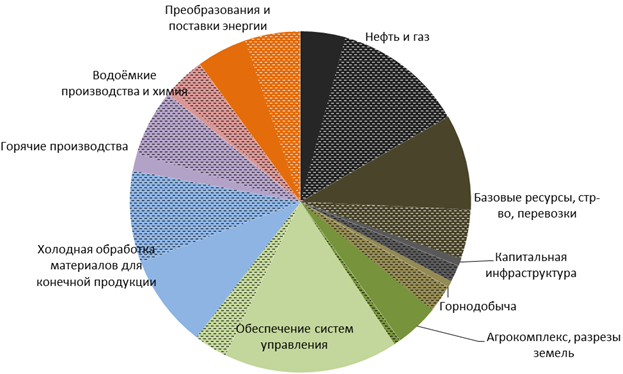 Преобразования и
поставки энергии
Нефть и газ
Водоёмкие
производства и химия
Горячие производства
Базовые ресурсы, стр-
во, перевозки
Холодная обработка
материалов для
конечной продукции
Капитальная
инфраструктура
Горнодобыча
Агрокомплекс, разрезы
земель
Обеспечение систем
управления